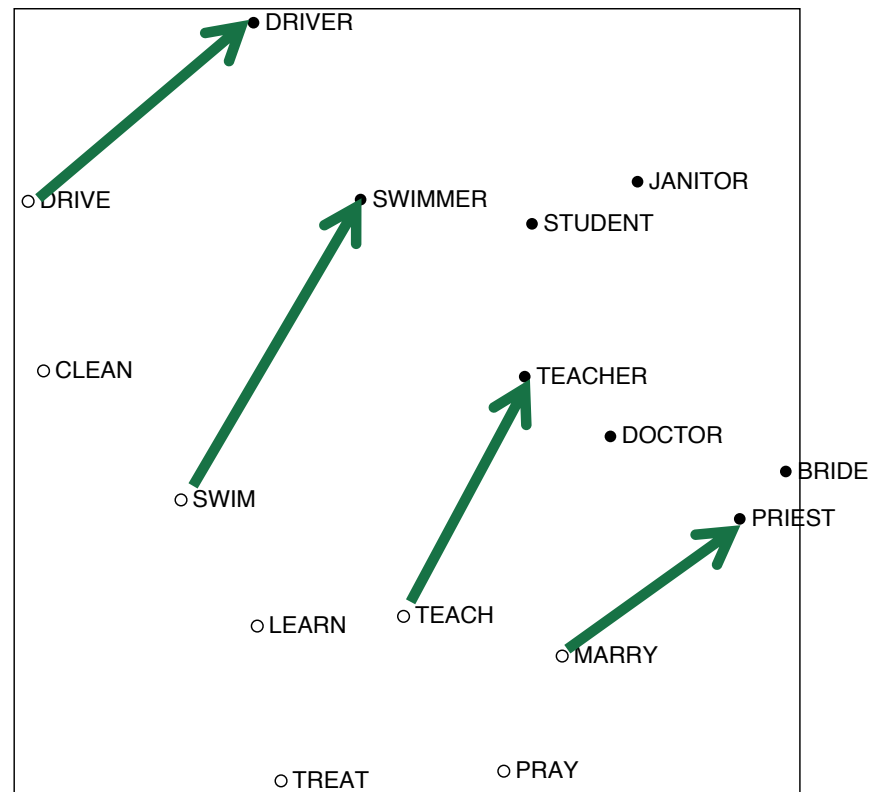 DRIVER
JANITOR
DRIVE
SWIMMER
STUDENT
CLEAN
TEACHER
DOCTOR
BRIDE
SWIM
PRIEST
TEACH
LEARN
MARRY
PRAY
TREAT